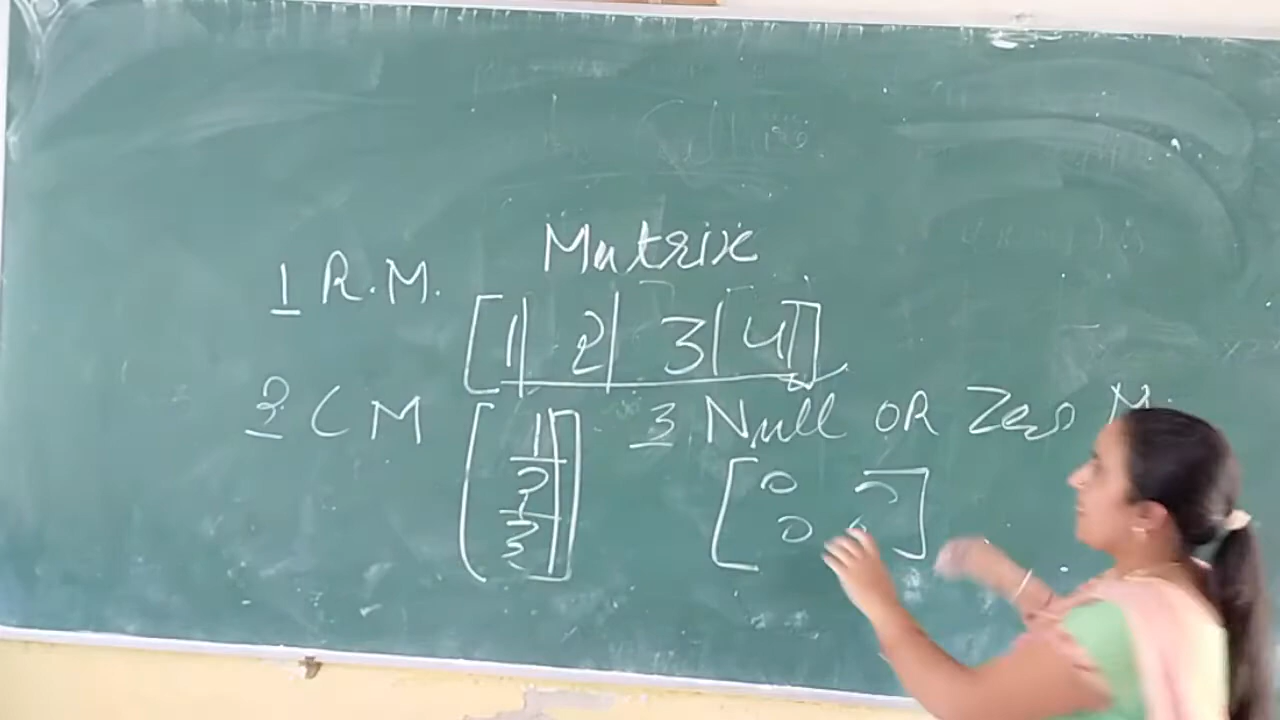 Matrix
1 R.M.
[1| 2| 3| 4|]
2 C M
[1
2
3]
3. Null OR Zero M.
[0 0
0 0]